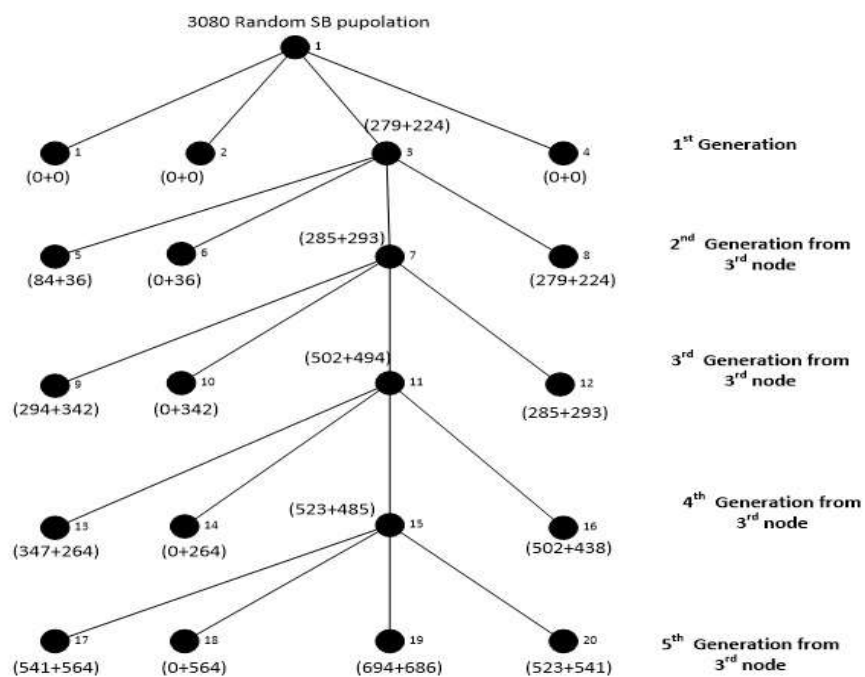 3080 Random SB pupolation
1
(279+224)
1 2 3 4
1st Generation
(0+0) (0+0) (0+0)
(285+293)
5 6 7 8
2nd Generation from
3rd node
(84+36) (0+36) (279+224)
(502+494)
9 10 11 12
3rd Generation from
3rd node
(294+342) (0+342) (285+293)
(523+485)
13 14 15 16
4th Generation from
3rd node
(347+264) (0+264) (502+438)
17 18 19 20
5th Generation from
3rd node
(541+564) (0+564) (694+686) (523+541)